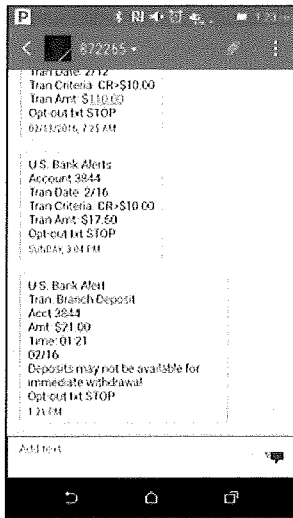 P
872265
Tran Date: 2/12
Tran Criteria: CR>$10.00
Tran Amt: $110.00
Opt-out txt STOP
02/13/2016, 7:25 AM
U.S. Bank Alerts
Account 3844
Tran Date: 2/16
Tran Criteria: CR>$10.00
Tran Amt: $17.50
Opt-out txt STOP
SUNDAY, 3:04 PM
U.S. Bank Alert
Tran: Branch Deposit
Acct 3844
Amt: $21.00
Time: 01:21
02/16
Deposits may not be available for
immediate withdrawal
Opt-out txt STOP
1:21 PM
Add text